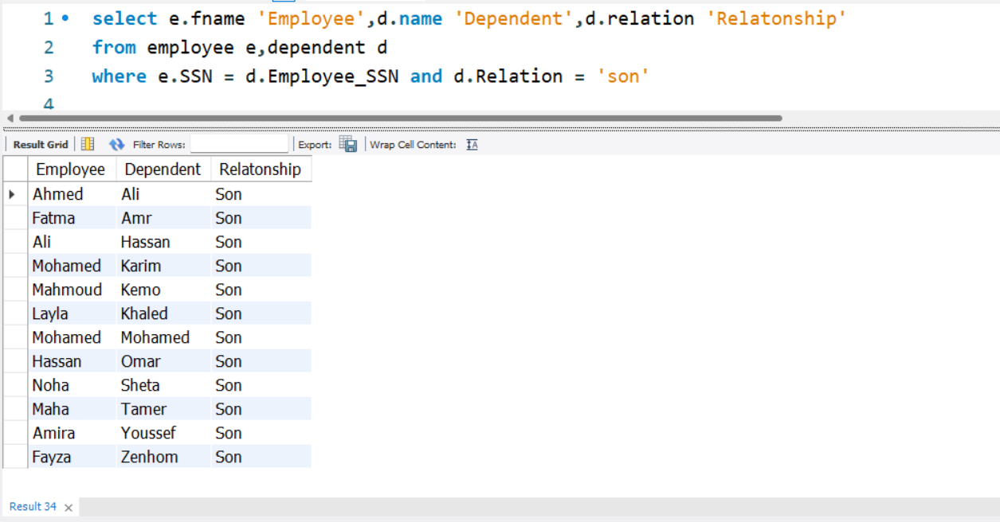 1 select e.fname 'Employee',d.name 'Dependent',d.relation 'Relatonship'
2 from employee e,dependent d
3 where e.SSN = d.Employee_SSN and d.Relation = 'son'
4
Result Grid Filter Rows: Export: Wrap Cell Content: IA
Employee Dependent Relatonship
Ahmed Ali Son
Fatma Amr Son
Ali Hassan Son
Mohamed Karim Son
Mahmoud Kemo Son
Layla Khaled Son
Mohamed Mohamed Son
Hassan Omar Son
Noha Sheta Son
Maha Tamer Son
Amira Youssef Son
Fayza Zenhom Son
Result 34